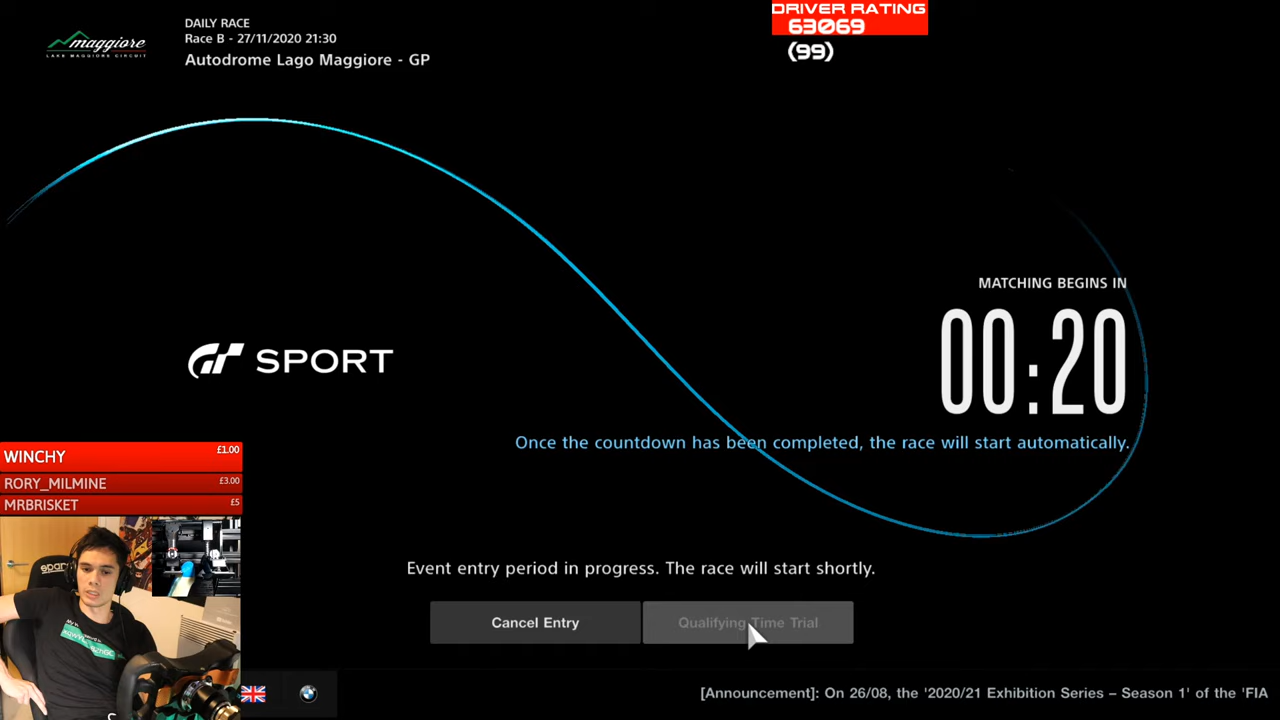 maggiore
LAKE MAGGIORE CIRCUIT
DAILY RACE
Race B - 27/11/2020 21:30
Autodrome Lago Maggiore - GP
DRIVER RATING
63069
(99)
MATCHING BEGINS IN
00:20
GT SPORT
Once the countdown has been completed, the race will start automatically.
WINCHY £1.00
RORY_MILMINE £3.00
MRBRISKET £5
Event entry period in progress. The race will start shortly.
Cancel Entry
Qualifying Time Trial
[Announcement]: On 26/08, the '2020/21 Exhibition Series – Season 1' of the 'FIA